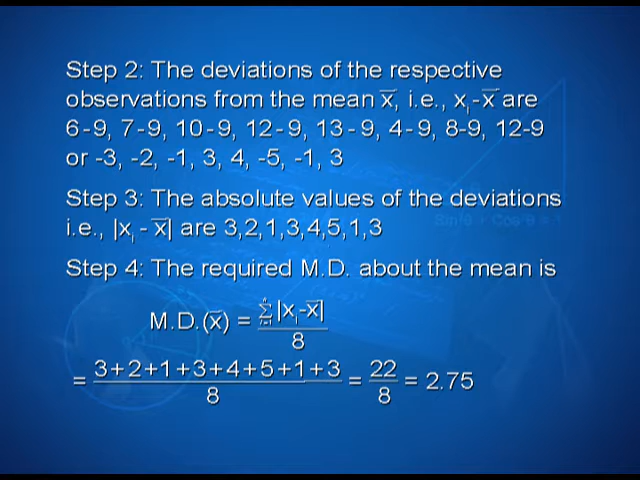 Step 2: The deviations of the respective
observations from the mean x̅, i.e., xᵢ-x̅ are
6-9, 7-9, 10-9, 12-9, 13-9, 4-9, 8-9, 12-9
or -3, -2, -1, 3, 4, -5, -1, 3
Step 3: The absolute values of the deviations
i.e., |xᵢ - x̅| are 3,2,1,3,4,5,1,3
Step 4: The required M.D. about the mean is
M.D.(x̅) = Σ|xᵢ-x̅| / 8
= 3+2+1+3+4+5+1+3 / 8 = 22 / 8 = 2.75